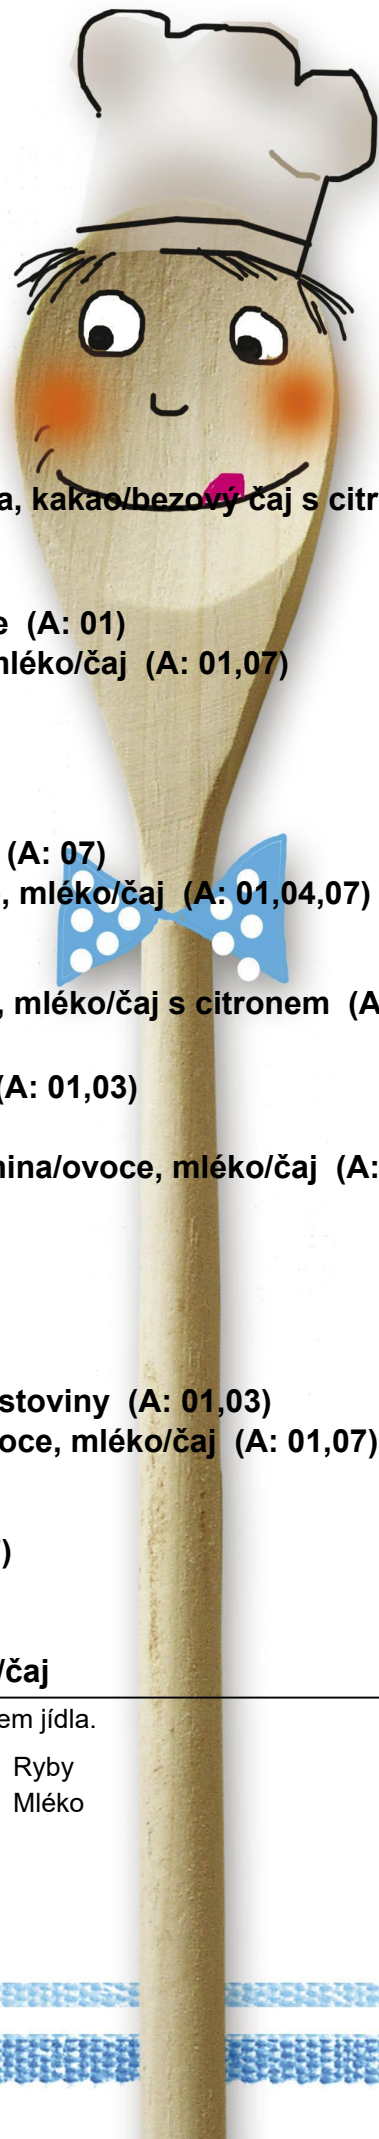 a, kakao/bezový čaj s citr
e (A: 01)
mléko/čaj (A: 01,07)
(A: 07)
, mléko/čaj (A: 01,04,07)
, mléko/čaj s citronem (A
(A: 01,03)
nina/ovoce, mléko/čaj (A:
stoviny (A: 01,03)
oce, mléko/čaj (A: 01,07)
)
/čaj
em jídla.
Ryby
Mléko